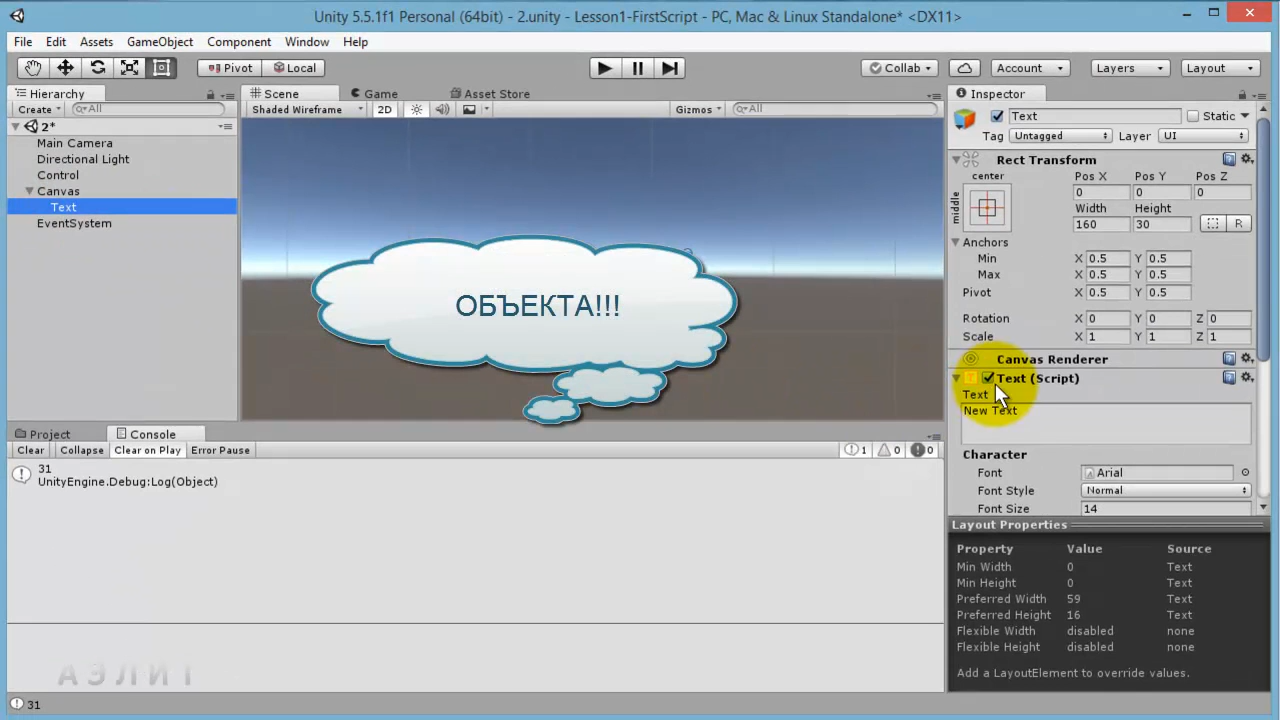 Unity 5.5.1f1 Personal (64bit) - 2.unity - Lesson1-FirstScript - PC, Mac & Linux Standalone* <DX11>
File Edit Assets GameObject Component Window Help
Pivot Local Collab Account Layers Layout
Hierarchy Scene Game Asset Store Inspector
Create All Shaded Wireframe 2D Gizmos All
Text Static
2*
Main Camera
Directional Light
Control
Canvas
Text
EventSystem
Tag Untagged Layer UI
Rect Transform
center Pos X Pos Y Pos Z
middle 0 0 0
Width Height
160 30 R
Anchors
Min X 0.5 Y 0.5
Max X 0.5 Y 0.5
Pivot X 0.5 Y 0.5
Rotation X 0 Y 0 Z 0
Scale X 1 Y 1 Z 1
ОБЪЕКТА!!!
Canvas Renderer
Text (Script)
Text
New Text
Character
Font Arial
Font Style Normal
Font Size 14
Project Console
Clear Collapse Clear on Play Error Pause 1 0 0
31
UnityEngine.Debug:Log(Object)
Layout Properties
Property Value Source
Min Width 0 Text
Min Height 0 Text
Preferred Width 59 Text
Preferred Height 16 Text
Flexible Width disabled none
Flexible Height disabled none
Add a LayoutElement to override values.
АЭЛИТ
31